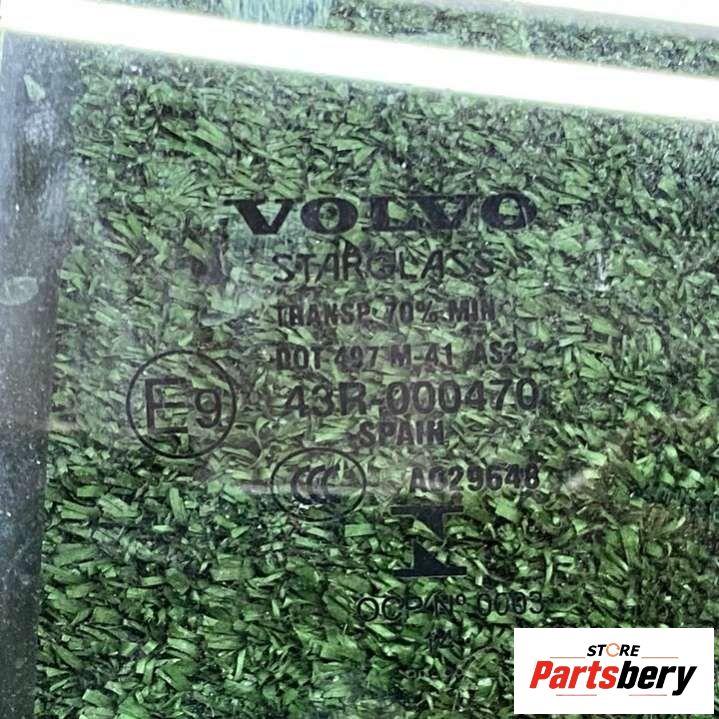 VOLVO
STARGLASS
TRANSP. 70% MIN
DOT 497 M 41 AS2
E9 43R-000470
SPAIN
CCC A029648
N
OCP Nº 0003
STORE
Partsbery